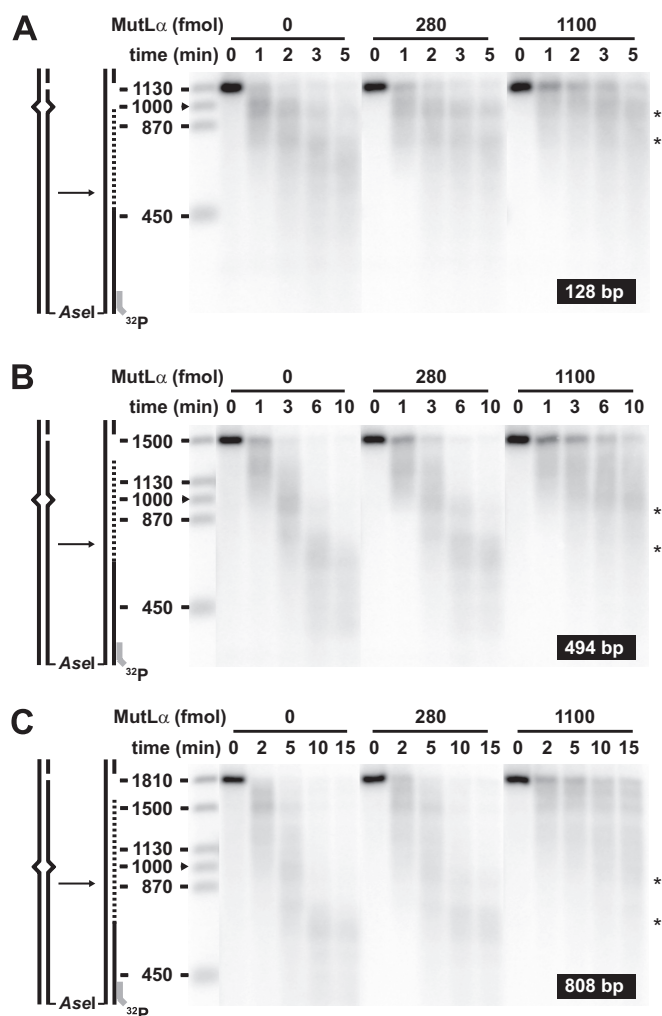 A
MutLα (fmol) 0 280 1100
time (min) 0 1 2 3 5 0 1 2 3 5 0 1 2 3 5
1130
1000
870
450
*
*
128 bp
AseI
32P
B
MutLα (fmol) 0 280 1100
time (min) 0 1 3 6 10 0 1 3 6 10 0 1 3 6 10
1500
1130
1000
870
450
*
*
494 bp
AseI
32P
C
MutLα (fmol) 0 280 1100
time (min) 0 2 5 10 15 0 2 5 10 15 0 2 5 10 15
1810
1500
1130
1000
870
450
*
*
808 bp
AseI
32P